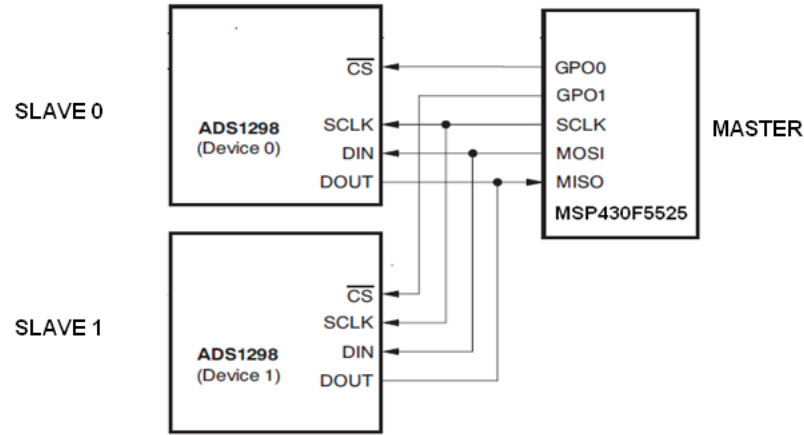 SLAVE 0
ADS1298
(Device 0)
CS
SCLK
DIN
DOUT
GPO0
GPO1
SCLK
MOSI
MISO
MSP430F5525
MASTER
SLAVE 1
ADS1298
(Device 1)
CS
SCLK
DIN
DOUT